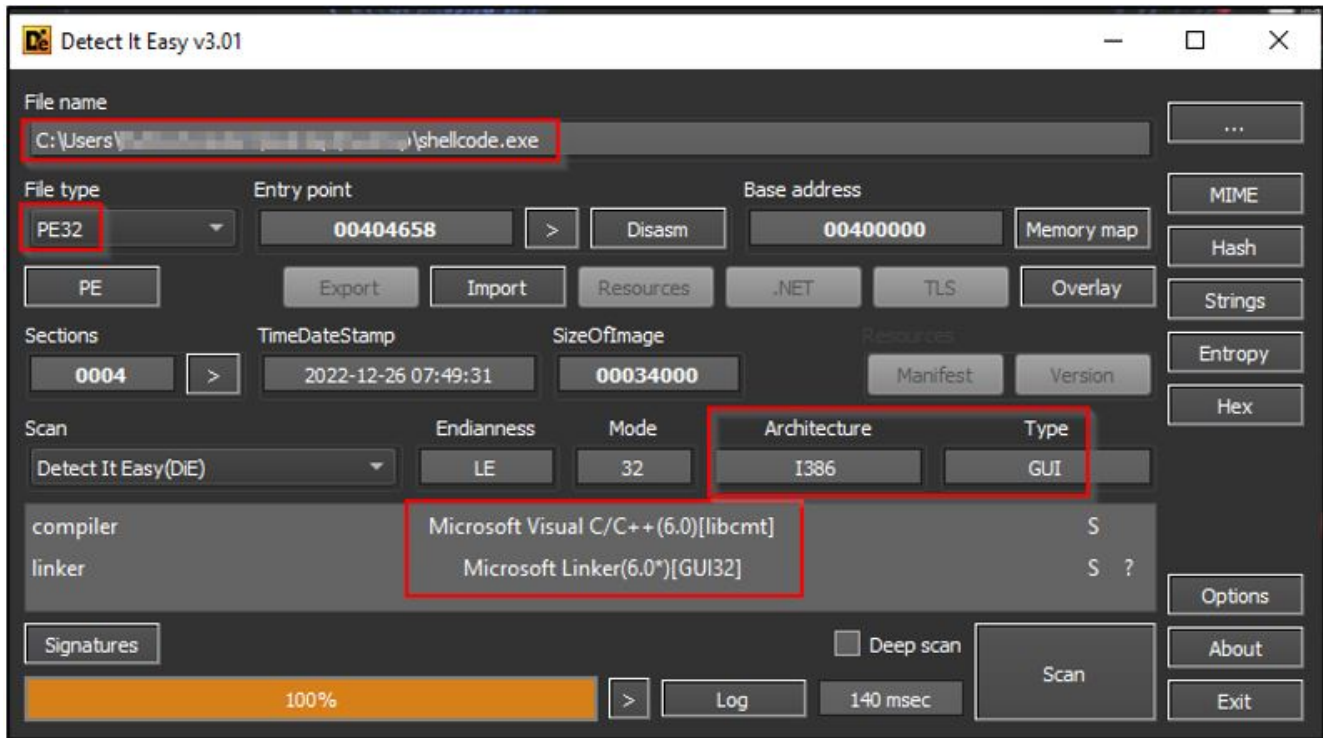 Detect It Easy v3.01
File name
C:\Users\ \shellcode.exe
...
File type Entry point Base address
PE32 00404658 > Disasm 00400000 Memory map
MIME
Hash
PE Export Import Resources .NET TLS Overlay
Strings
Sections TimeDateStamp SizeOfImage Resources
Entropy
0004 > 2022-12-26 07:49:31 00034000 Manifest Version
Hex
Scan Endianness Mode Architecture Type
Detect It Easy(DiE) LE 32 I386 GUI
compiler Microsoft Visual C/C++(6.0)[libcmt] S
linker Microsoft Linker(6.0*)[GUI32] S ?
Options
Signatures Deep scan Scan About
100% > Log 140 msec Exit